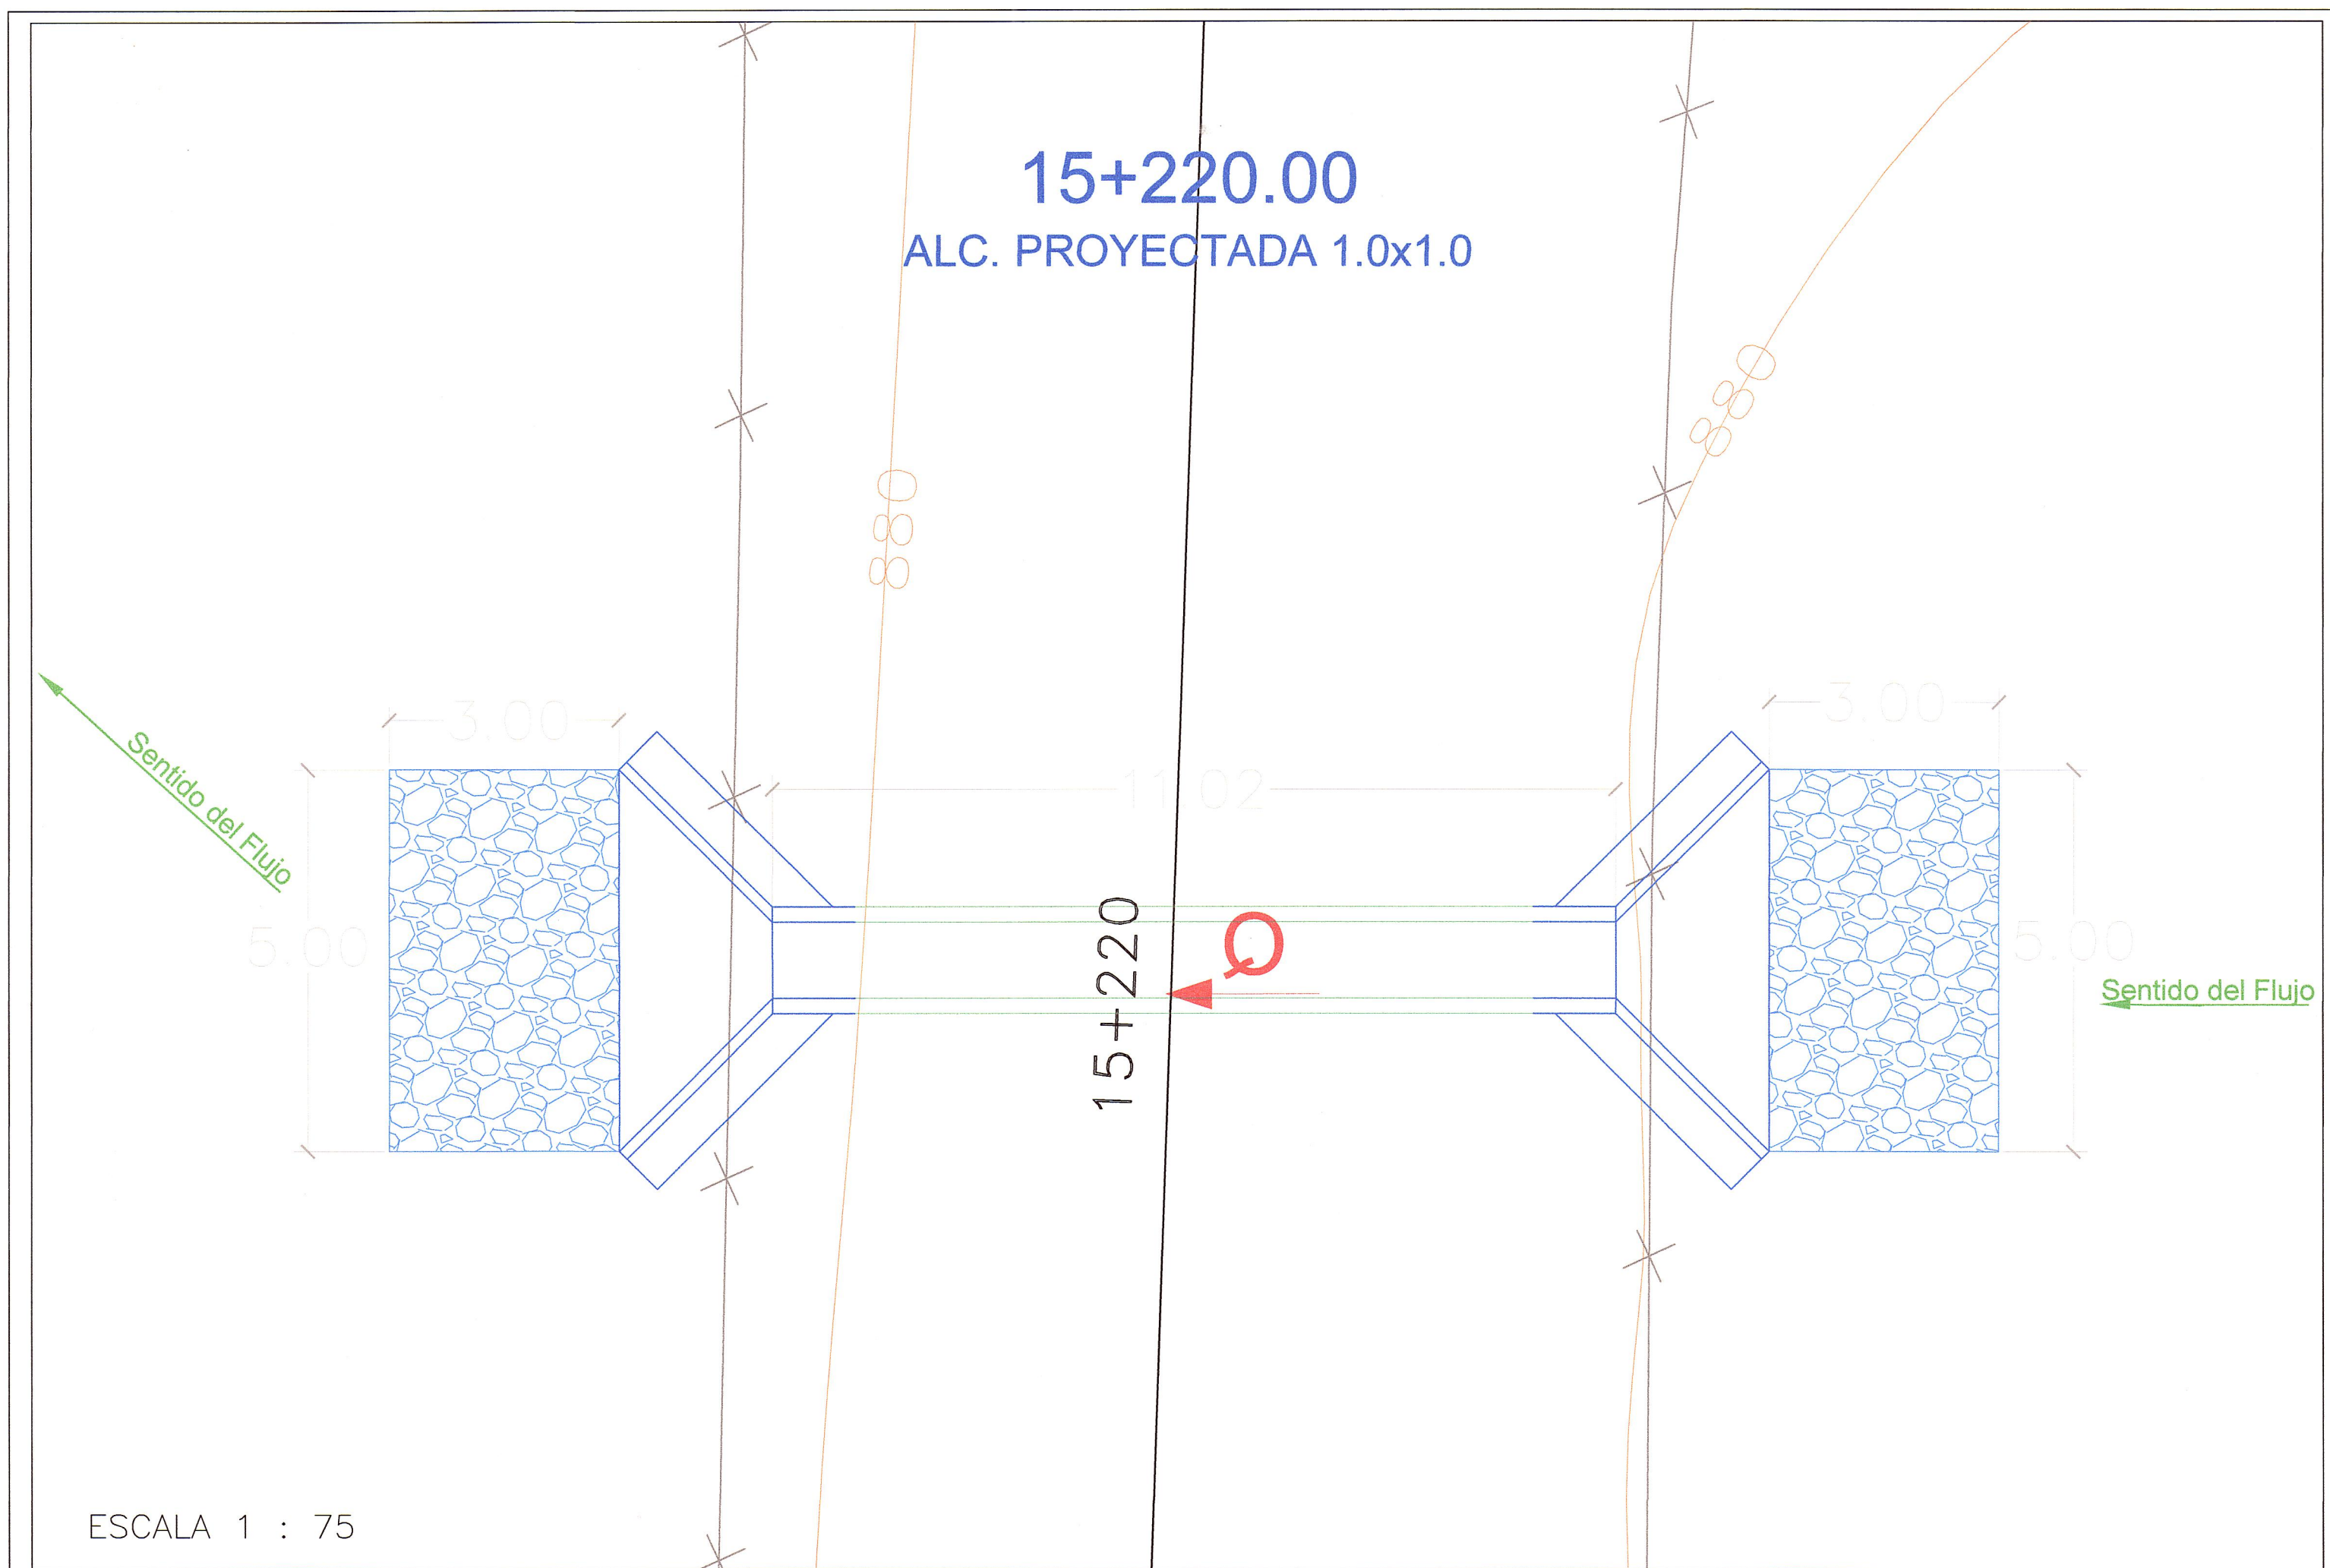 15+220.00
ALC. PROYECTADA 1.0x1.0
880
880
3.00
3.00
Sentido del Flujo
11.02
5.00
15+220
Q
5.00
Sentido del Flujo
ESCALA 1 : 75